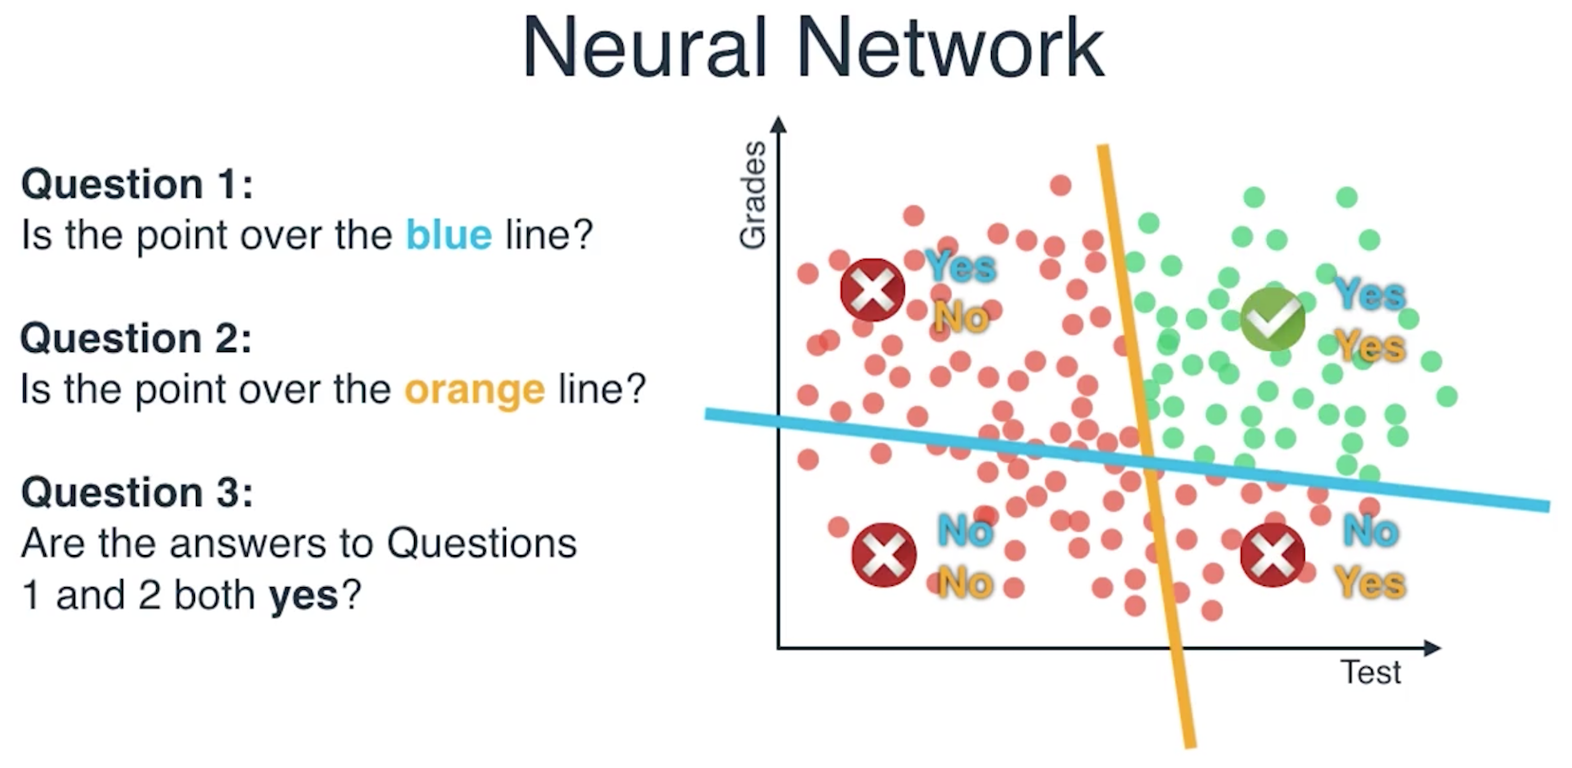 Neural Network
Question 1:
Is the point over the blue line?
Question 2:
Is the point over the orange line?
Question 3:
Are the answers to Questions
1 and 2 both yes?
Grades
Yes
No
Yes
Yes
No
No
No
Yes
Test